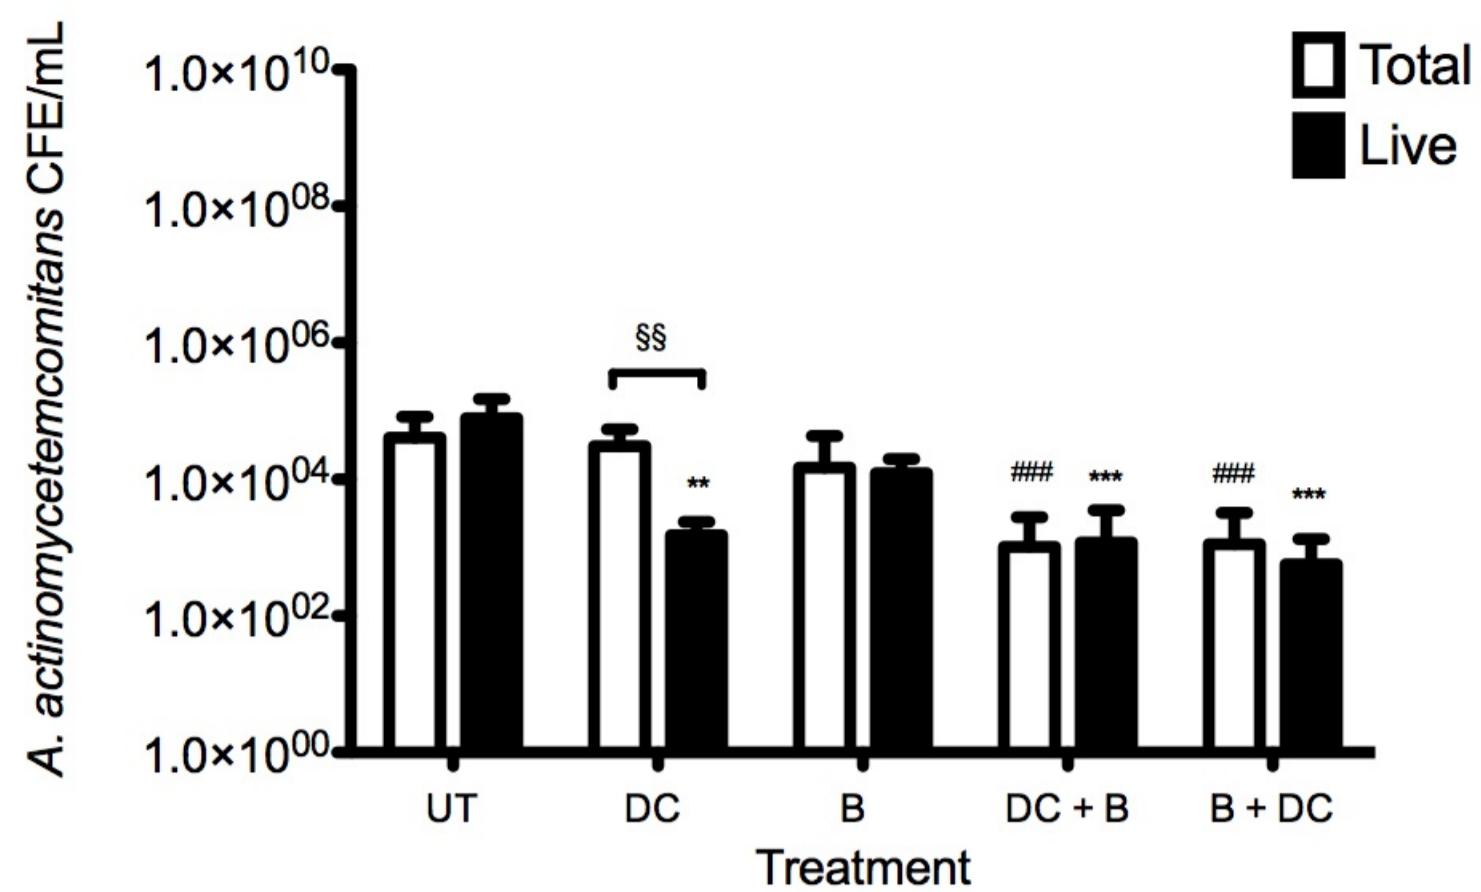 A. actinomycetemcomitans CFE/mL
1.0×10^10
1.0×10^08
1.0×10^06
1.0×10^04
1.0×10^02
1.0×10^00
Total
Live
§§
**
###
***
###
***
UT
DC
B
DC + B
B + DC
Treatment